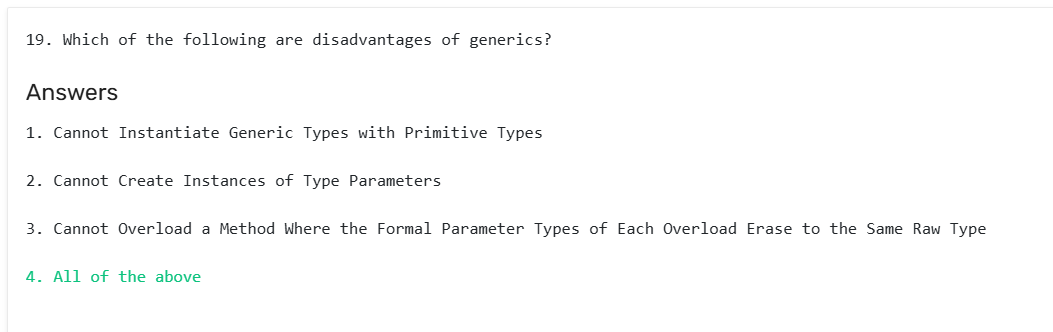 19. Which of the following are disadvantages of generics?
Answers
1. Cannot Instantiate Generic Types with Primitive Types
2. Cannot Create Instances of Type Parameters
3. Cannot Overload a Method Where the Formal Parameter Types of Each Overload Erase to the Same Raw Type
4. All of the above